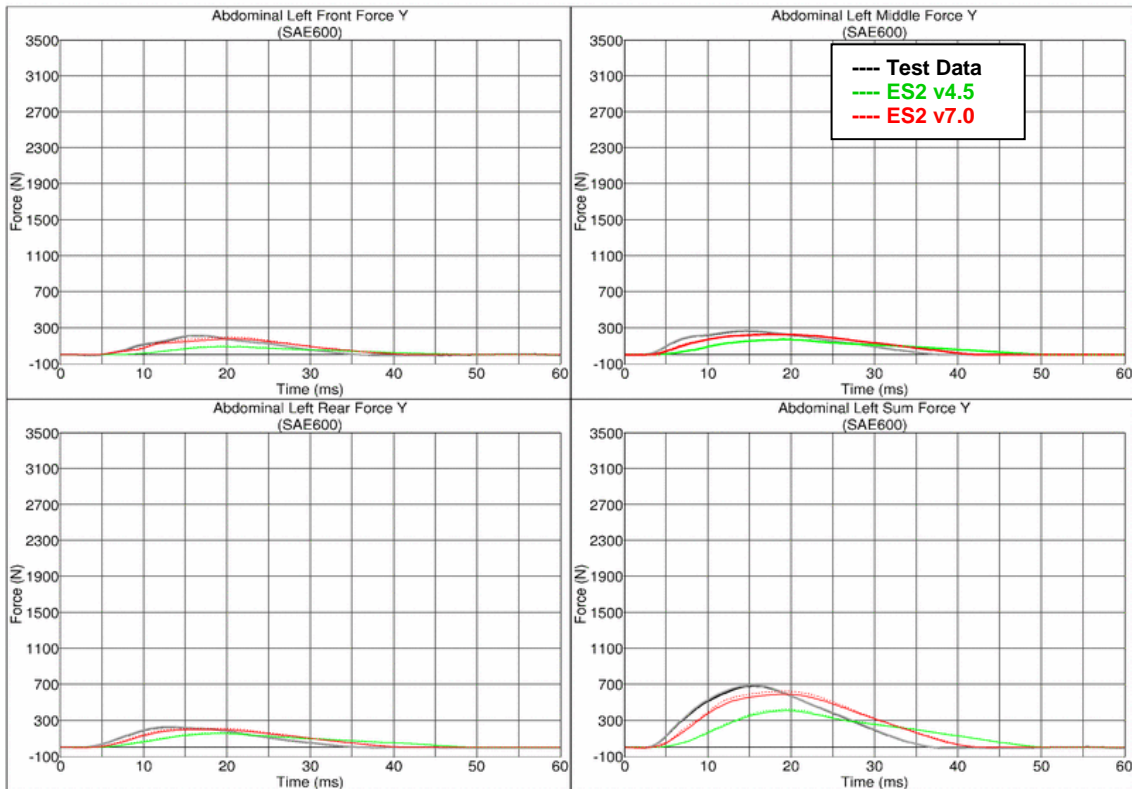 Abdominal Left Front Force Y
(SAE600)
3500
3100
2700
2300
1900
1500
1100
700
300
-100
Force (N)
0 10 20 30 40 50 60
Time (ms)
Abdominal Left Middle Force Y
(SAE600)
3500
3100
2700
2300
1900
1500
1100
700
300
-100
Force (N)
0 10 20 30 40 50 60
Time (ms)
---- Test Data
---- ES2 v4.5
---- ES2 v7.0
Abdominal Left Rear Force Y
(SAE600)
3500
3100
2700
2300
1900
1500
1100
700
300
-100
Force (N)
0 10 20 30 40 50 60
Time (ms)
Abdominal Left Sum Force Y
(SAE600)
3500
3100
2700
2300
1900
1500
1100
700
300
-100
Force (N)
0 10 20 30 40 50 60
Time (ms)